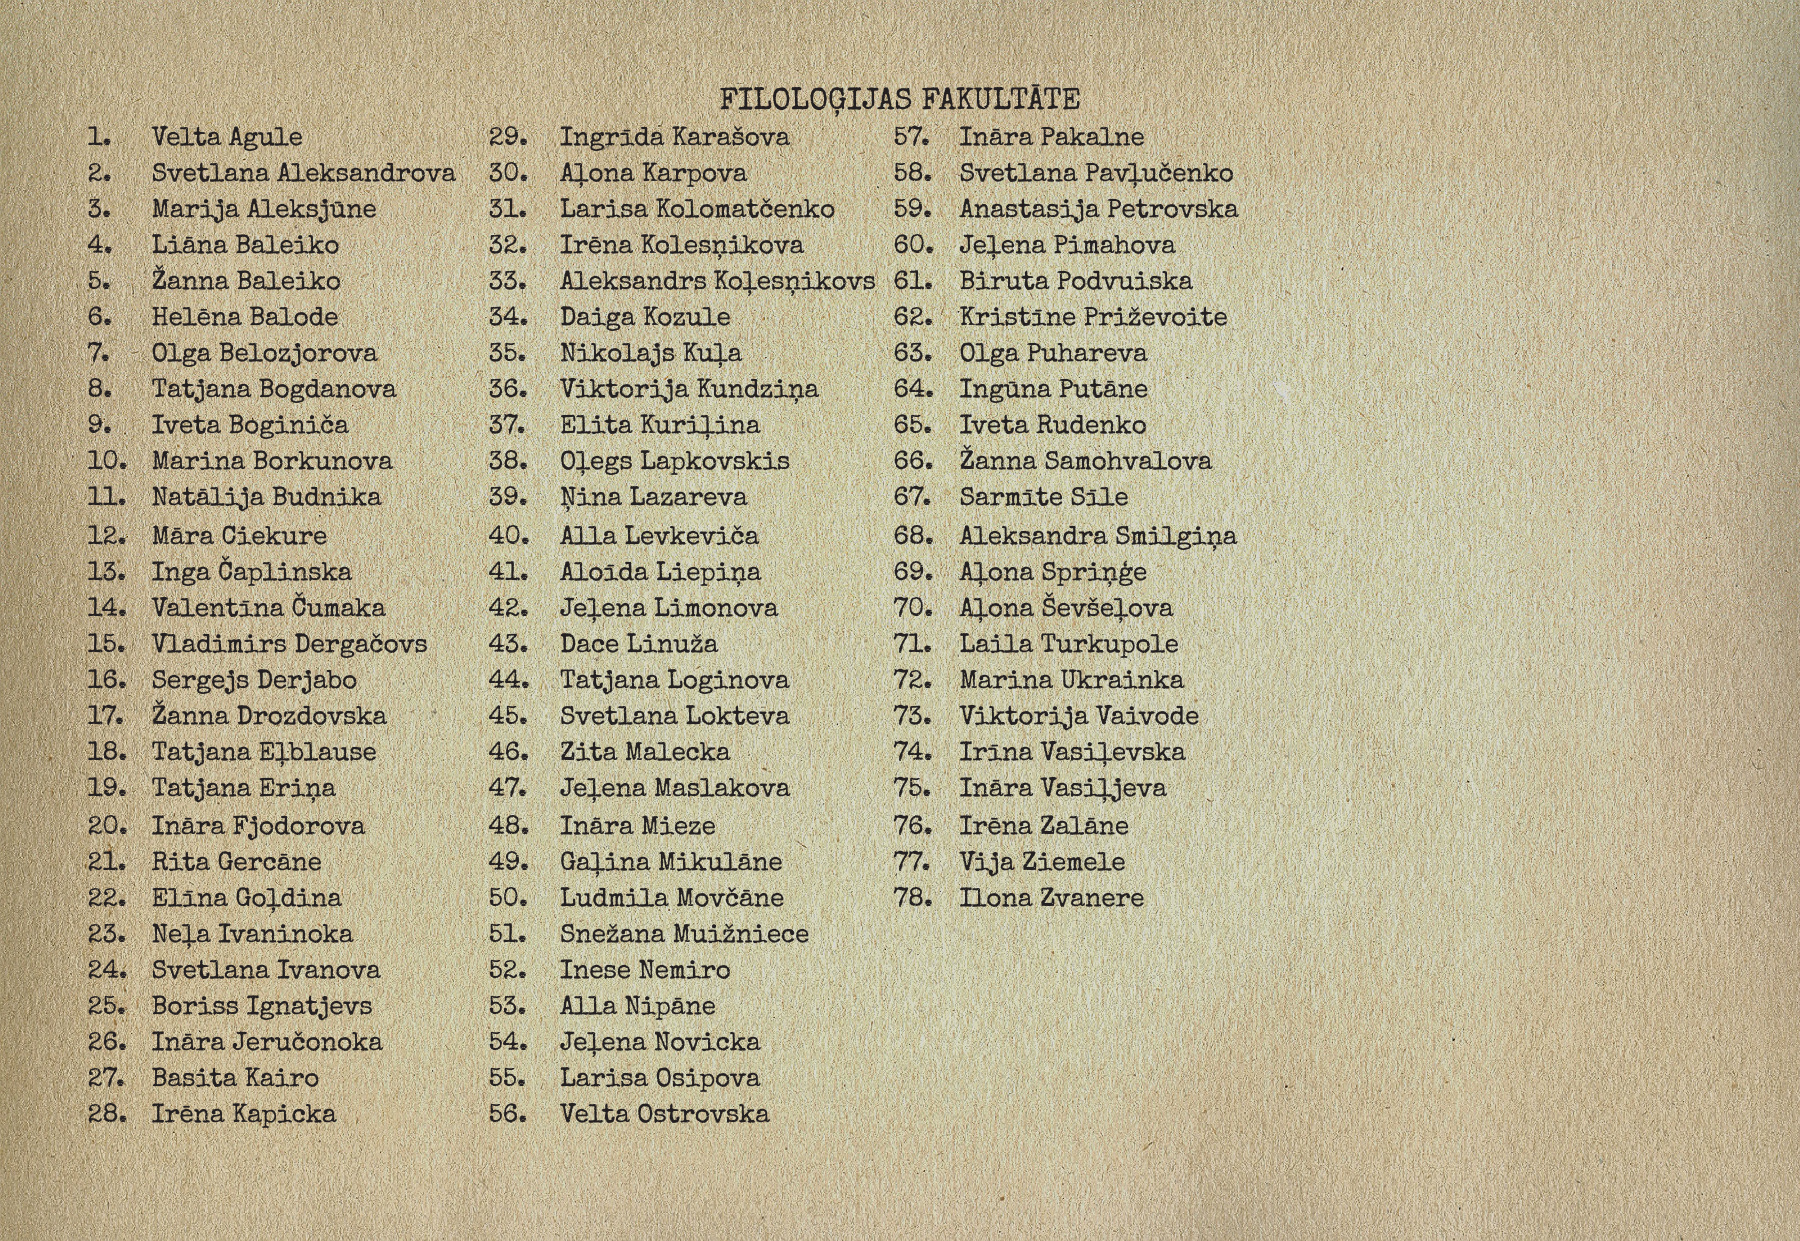 FILOLOĢIJAS FAKULTĀTE
1. Velta Agule
2. Svetlana Aleksandrova
3. Marija Aleksjūne
4. Liāna Baleiko
5. Žanna Baleiko
6. Helēna Balode
7. Olga Belozjorova
8. Tatjana Bogdanova
9. Iveta Boginiča
10. Marina Borkunova
11. Natālija Budnika
12. Māra Ciekure
13. Inga Čaplinska
14. Valentīna Čumaka
15. Vladimirs Dergačovs
16. Sergejs Derjabo
17. Žanna Drozdovska
18. Tatjana Eļblause
19. Tatjana Eriņa
20. Ināra Fjodorova
21. Rita Gercāne
22. Elīna Goļdina
23. Neļa Ivaninoka
24. Svetlana Ivanova
25. Boriss Ignatjevs
26. Ināra Jeručonoka
27. Basita Kairo
28. Irēna Kapicka
29. Ingrīda Karašova
30. Aļona Karpova
31. Larisa Kolomatčenko
32. Irēna Kolesņikova
33. Aleksandrs Koļesņikovs
34. Daiga Kozule
35. Nikolajs Kuļa
36. Viktorija Kundziņa
37. Elita Kuriļina
38. Oļegs Lapkovskis
39. Ņina Lazareva
40. Alla Levkeviča
41. Aloīda Liepiņa
42. Jeļena Limonova
43. Dace Linuža
44. Tatjana Loginova
45. Svetlana Lokteva
46. Zita Malecka
47. Jeļena Maslakova
48. Ināra Mieze
49. Gaļina Mikulāne
50. Ludmila Movčāne
51. Snežana Muižniece
52. Inese Nemiro
53. Alla Nipāne
54. Jeļena Novicka
55. Larisa Osipova
56. Velta Ostrovska
57. Ināra Pakalne
58. Svetlana Pavļučenko
59. Anastasija Petrovska
60. Jeļena Pimahova
61. Biruta Podvuiska
62. Kristīne Priževoite
63. Olga Puhareva
64. Ingūna Putāne
65. Iveta Rudenko
66. Žanna Samohvalova
67. Sarmīte Sīle
68. Aleksandra Smilgiņa
69. Aļona Spriņģe
70. Aļona Ševšeļova
71. Laila Turkupole
72. Marina Ukrainka
73. Viktorija Vaivode
74. Irīna Vasiļevska
75. Ināra Vasiļjeva
76. Irēna Zalāne
77. Vija Ziemele
78. Ilona Zvanere